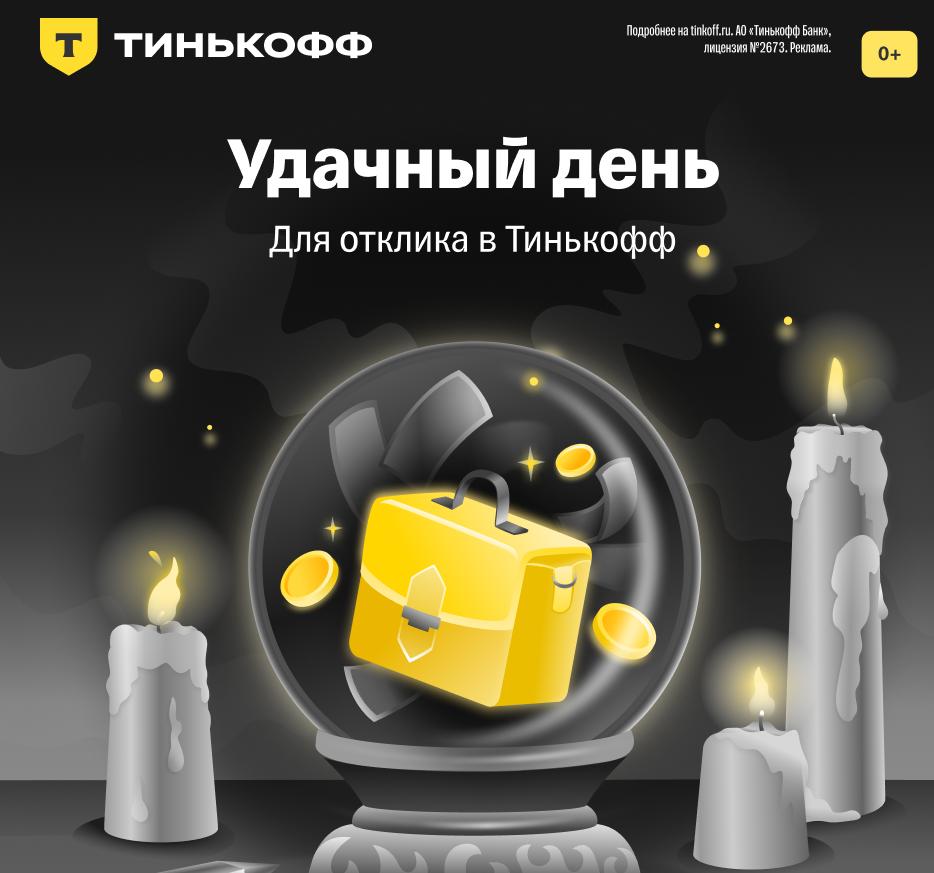 Т ТИНЬКОФФ
Подробнее на tinkoff.ru. АО «Тинькофф Банк»,
лицензия №2673. Реклама.
0+
Удачный день
Для отклика в Тинькофф